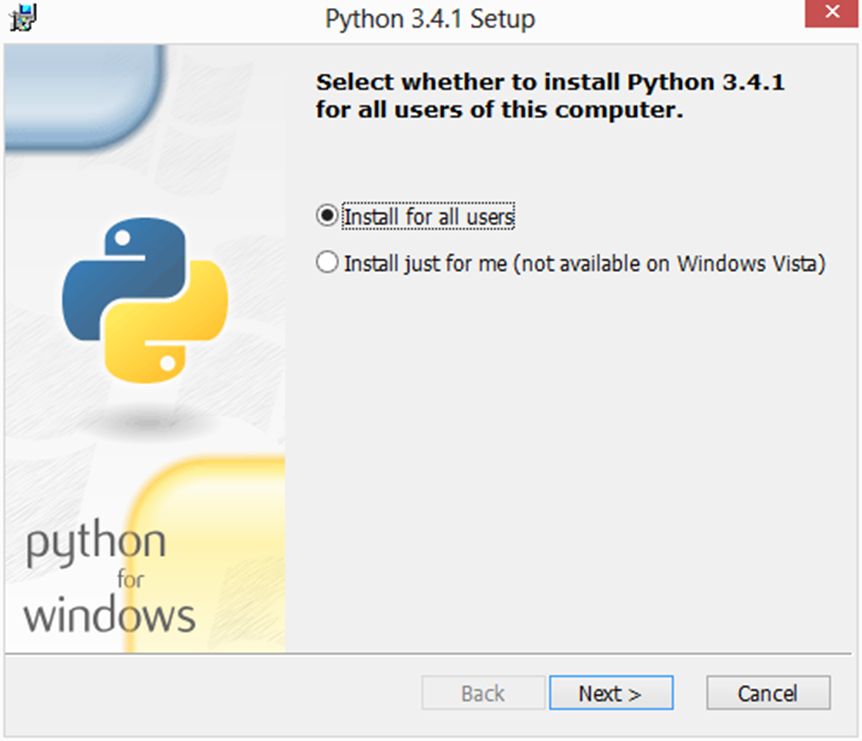 Python 3.4.1 Setup
Select whether to install Python 3.4.1
for all users of this computer.
Install for all users
Install just for me (not available on Windows Vista)
python
for
windows
Back
Next >
Cancel